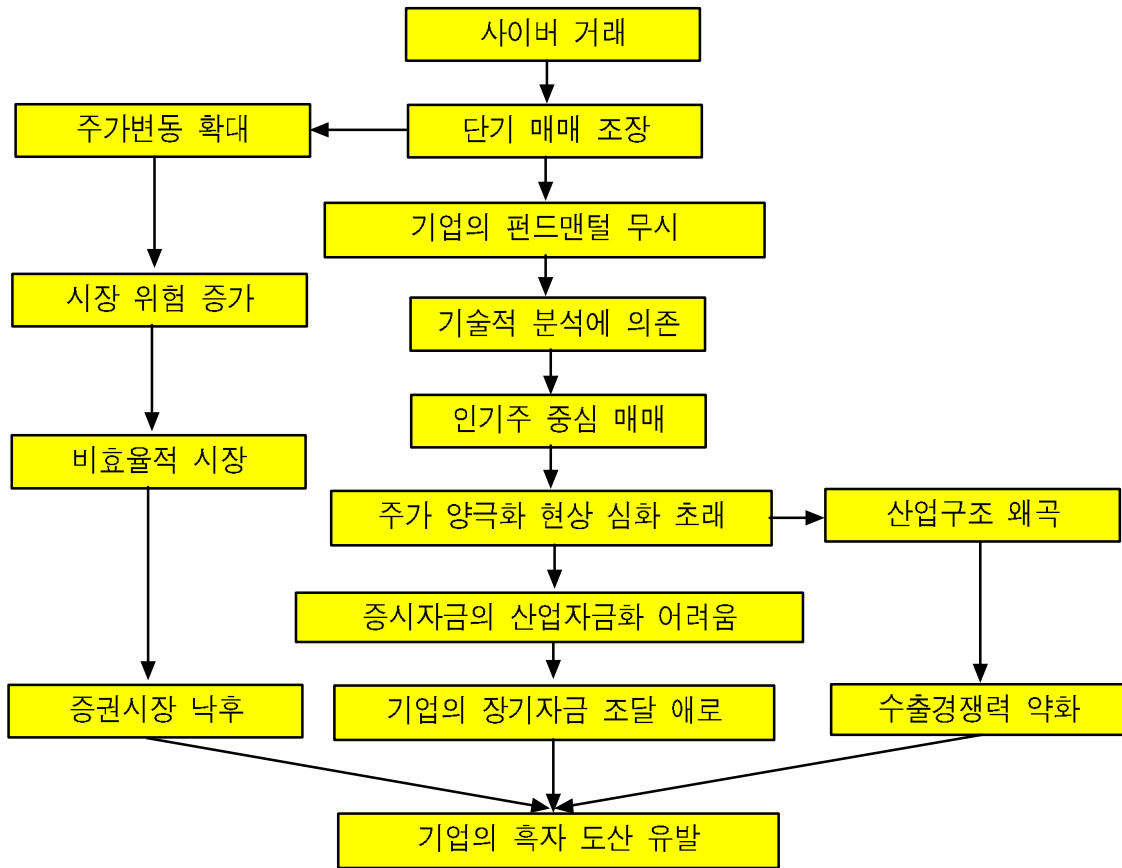 사이버 거래
주가변동 확대
단기 매매 조장
기업의 펀드맨털 무시
시장 위험 증가
기술적 분석에 의존
인기주 중심 매매
비효율적 시장
주가 양극화 현상 심화 초래
산업구조 왜곡
증시자금의 산업자금화 어려움
증권시장 낙후
기업의 장기자금 조달 애로
수출경쟁력 약화
기업의 흑자 도산 유발